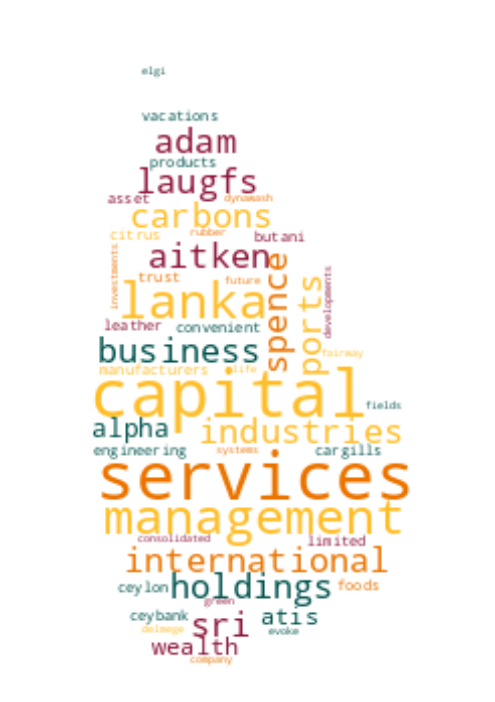 elgi
vacations
adam
products
laugfs
asset
dynawash
carbons
citrus
rubber
butani
aitken
spence
investments
trust
future
ports
developments
lanka
leather
convenient
business
fairway
manufacturers
life
capital
fields
alpha
industries
engineering
systems
cargills
services
management
consolidated
limited
international
ceylon
holdings
foods
green
ceybank
sri
atis
delmege
evoke
wealth
company